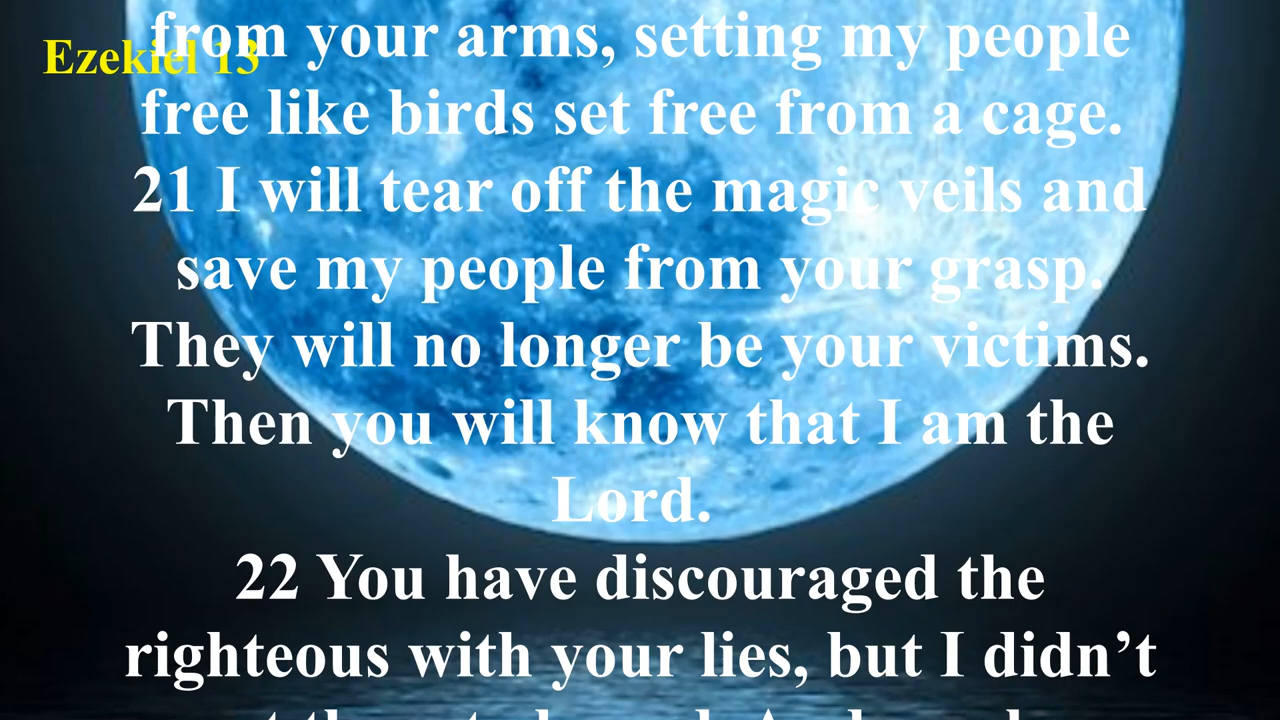 Ezekiel 13
from your arms, setting my people
free like birds set free from a cage.
21 I will tear off the magic veils and
save my people from your grasp.
They will no longer be your victims.
Then you will know that I am the
Lord.
22 You have discouraged the
righteous with your lies, but I didn’t